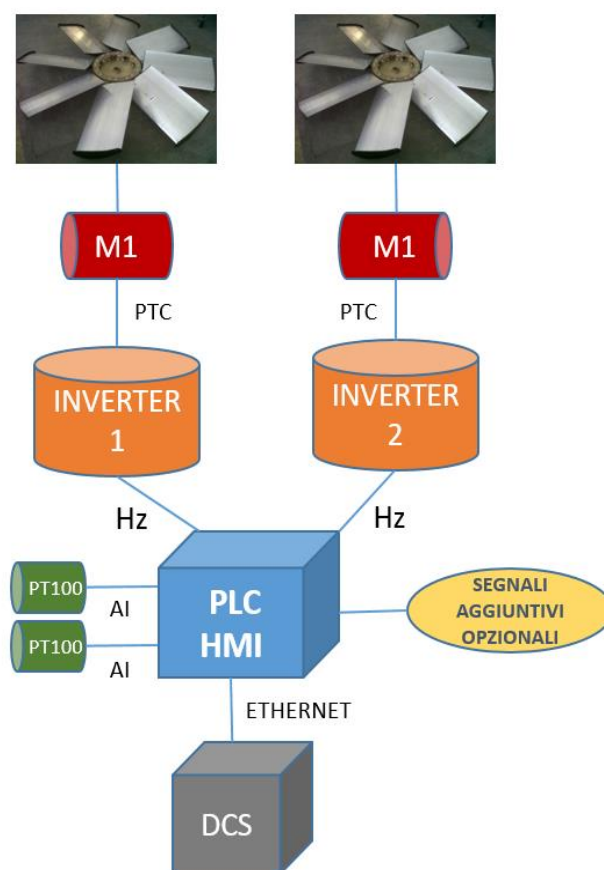 M1
M1
PTC
PTC
INVERTER
1
INVERTER
2
Hz
Hz
PT100
AI
PT100
AI
PLC
HMI
SEGNALI
AGGIUNTIVI
OPZIONALI
ETHERNET
DCS